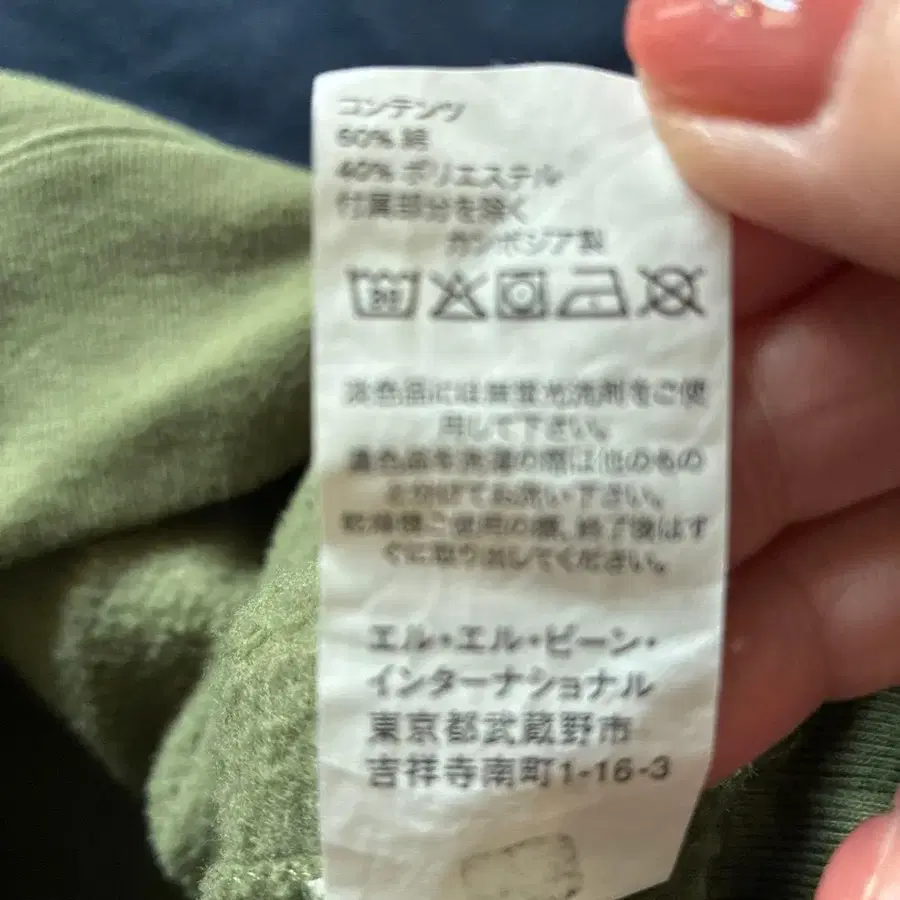 コンテンツ
60% 綿
40% ポリエステル
付属部分を除く
カンボジア製
30
淡色品には無蛍光洗剤をご使
用して下さい。
濃色品を洗濯の際は他のもの
と分けてお洗い下さい。
乾燥機ご使用の際、終了後はす
ぐに取り出してください。
エル・エル・ビーン・
インターナショナル
東京都武蔵野市
吉祥寺南町1-16-3